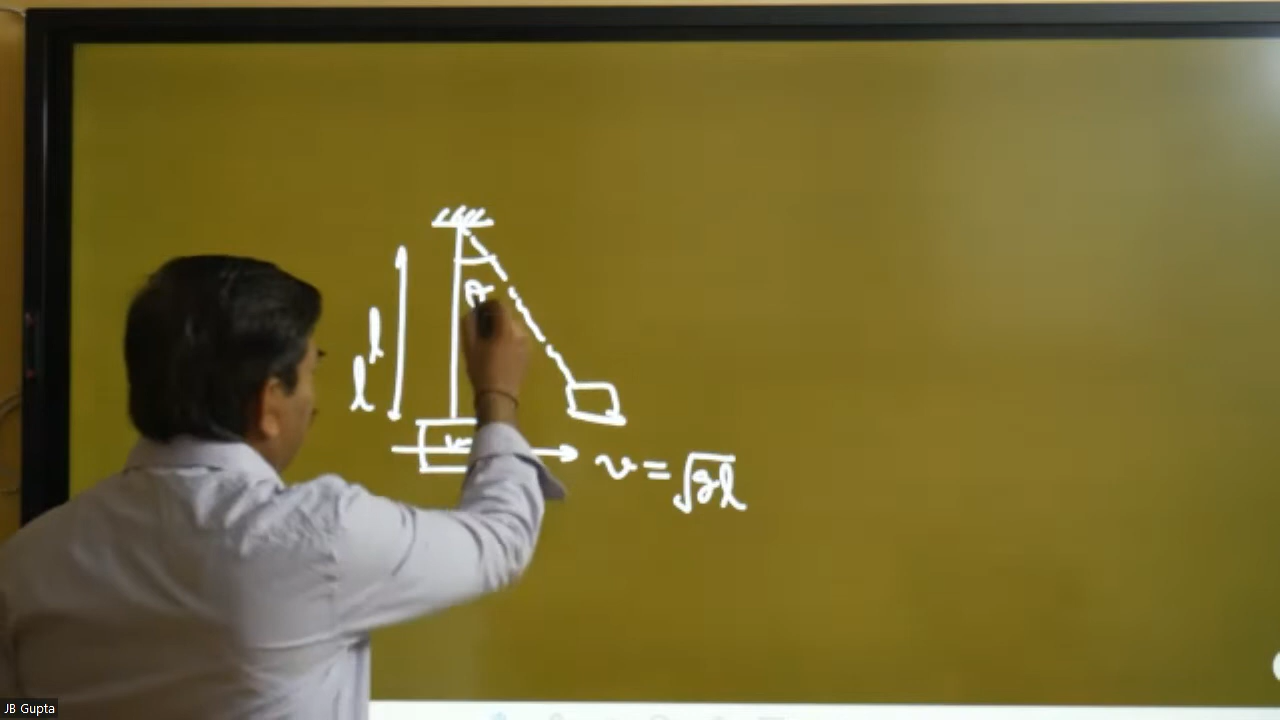 l
l
v = √gl
JB Gupta